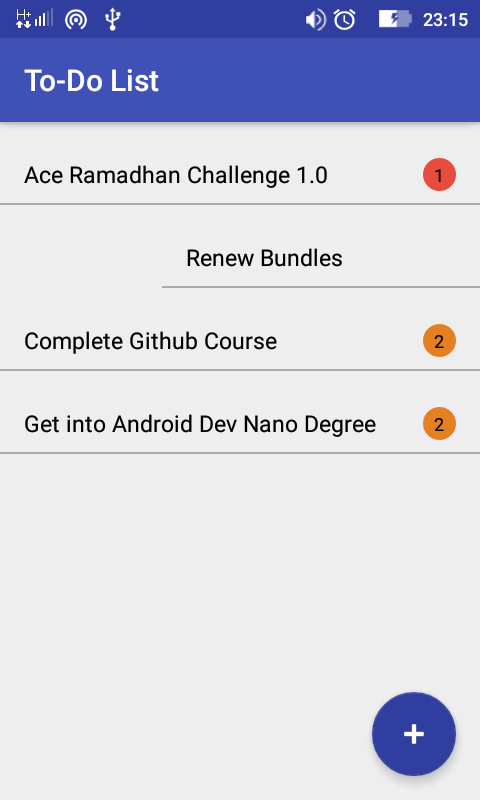 H+ 23:15
To-Do List
Ace Ramadhan Challenge 1.0 1
Renew Bundles
Complete Github Course 2
Get into Android Dev Nano Degree 2
+